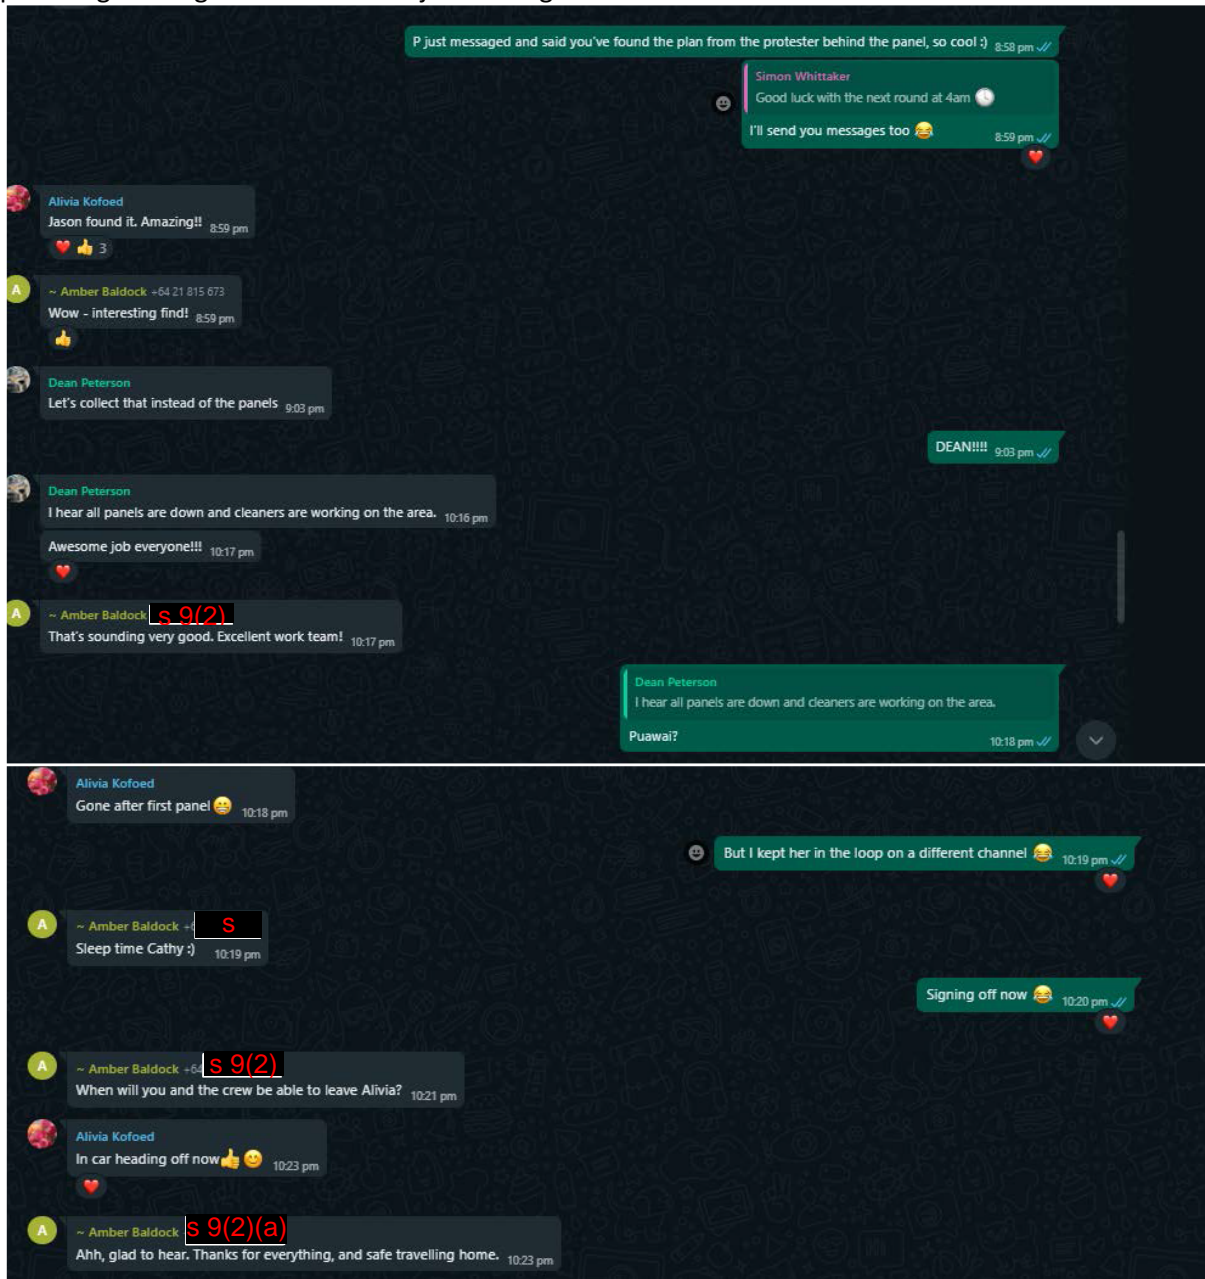 P just messaged and said you've found the plan from the protester behind the panel, so cool :) 8:58 pm
Simon Whittaker
Good luck with the next round at 4am 🕓
I'll send you messages too 😂 8:59 pm
Alivia Kofoed
Jason found it. Amazing!! 8:59 pm
❤️👍 3
~ Amber Baldock +64 21 815 673
Wow - interesting find! 8:59 pm
Dean Peterson
Let's collect that instead of the panels 9:03 pm
DEAN!!!! 9:03 pm
Dean Peterson
I hear all panels are down and cleaners are working on the area. 10:16 pm
Awesome job everyone!!! 10:17 pm
A
~ Amber Baldock s 9(2)
That's sounding very good. Excellent work team! 10:17 pm
Dean Peterson
I hear all panels are down and cleaners are working on the area.
Puawai? 10:18 pm
Alivia Kofoed
Gone after first panel😬 10:18 pm
But I kept her in the loop on a different channel 😂 10:19 pm
A
~ Amber Baldock +6 s
Sleep time Cathy :) 10:19 pm
Signing off now 😂 10:20 pm
A
~ Amber Baldock +64 s 9(2)
When will you and the crew be able to leave Alivia? 10:21 pm
Alivia Kofoed
In car heading off now👍😊 10:23 pm
A
~ Amber Baldock s 9(2)(a)
Ahh, glad to hear. Thanks for everything, and safe travelling home. 10:23 pm